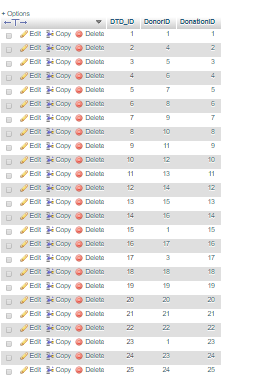 + Options
←T→ DTD_ID DonorID DonationID
Edit Copy Delete 1 1 1
Edit Copy Delete 2 4 2
Edit Copy Delete 3 5 3
Edit Copy Delete 4 6 4
Edit Copy Delete 5 7 5
Edit Copy Delete 6 8 6
Edit Copy Delete 7 9 7
Edit Copy Delete 8 10 8
Edit Copy Delete 9 11 9
Edit Copy Delete 10 12 10
Edit Copy Delete 11 13 11
Edit Copy Delete 12 14 12
Edit Copy Delete 13 15 13
Edit Copy Delete 14 16 14
Edit Copy Delete 15 1 15
Edit Copy Delete 16 17 16
Edit Copy Delete 17 3 17
Edit Copy Delete 18 18 18
Edit Copy Delete 19 19 19
Edit Copy Delete 20 20 20
Edit Copy Delete 21 21 21
Edit Copy Delete 22 22 22
Edit Copy Delete 23 1 23
Edit Copy Delete 24 23 24
Edit Copy Delete 25 24 25